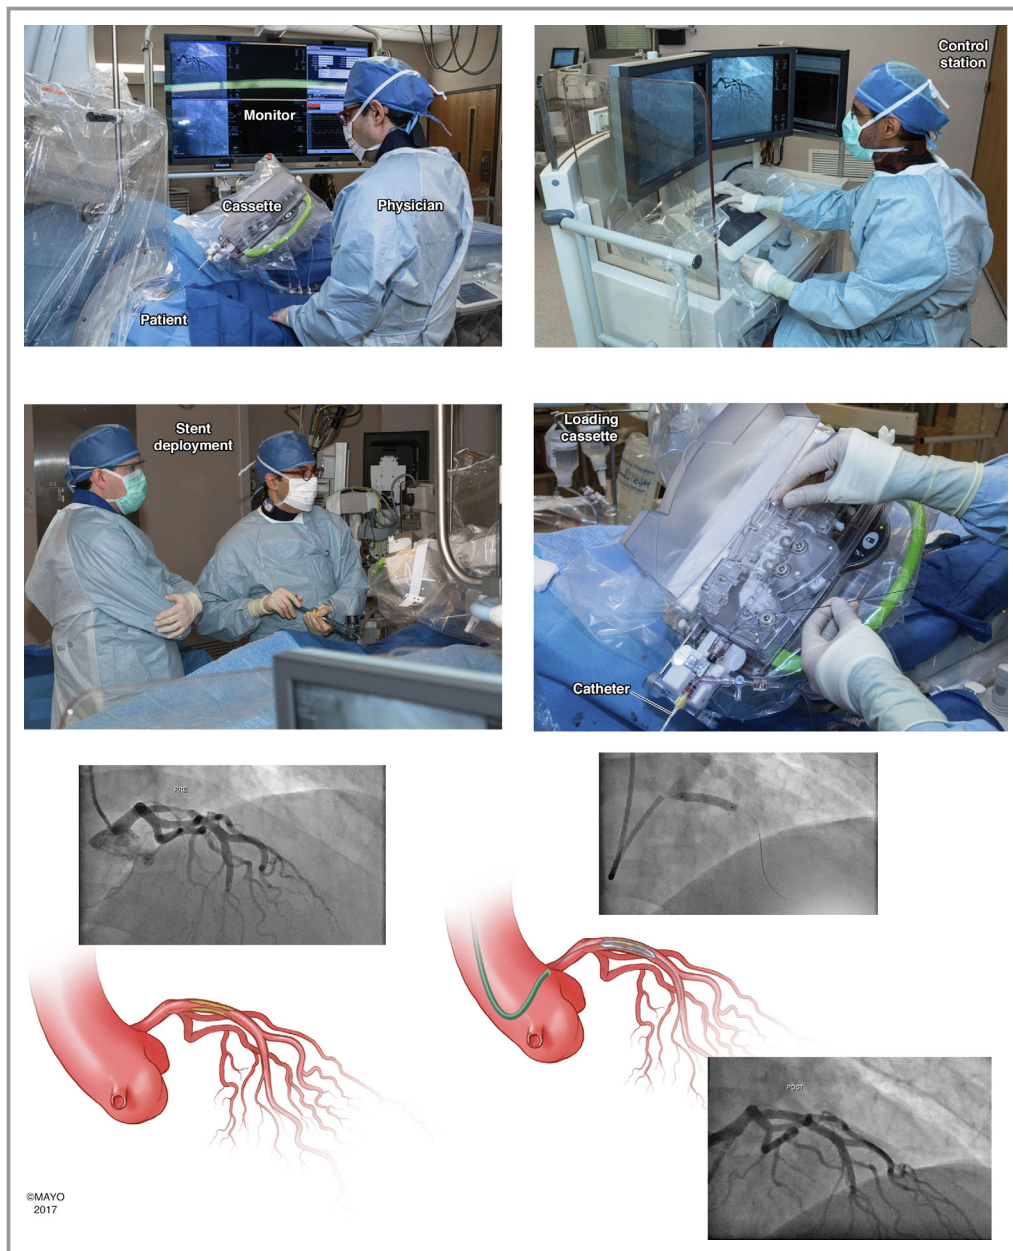 Monitor
Cassette
Physician
Patient
Control
station
Stent
deployment
Loading
cassette
Catheter
PRE
POST
©MAYO
2017